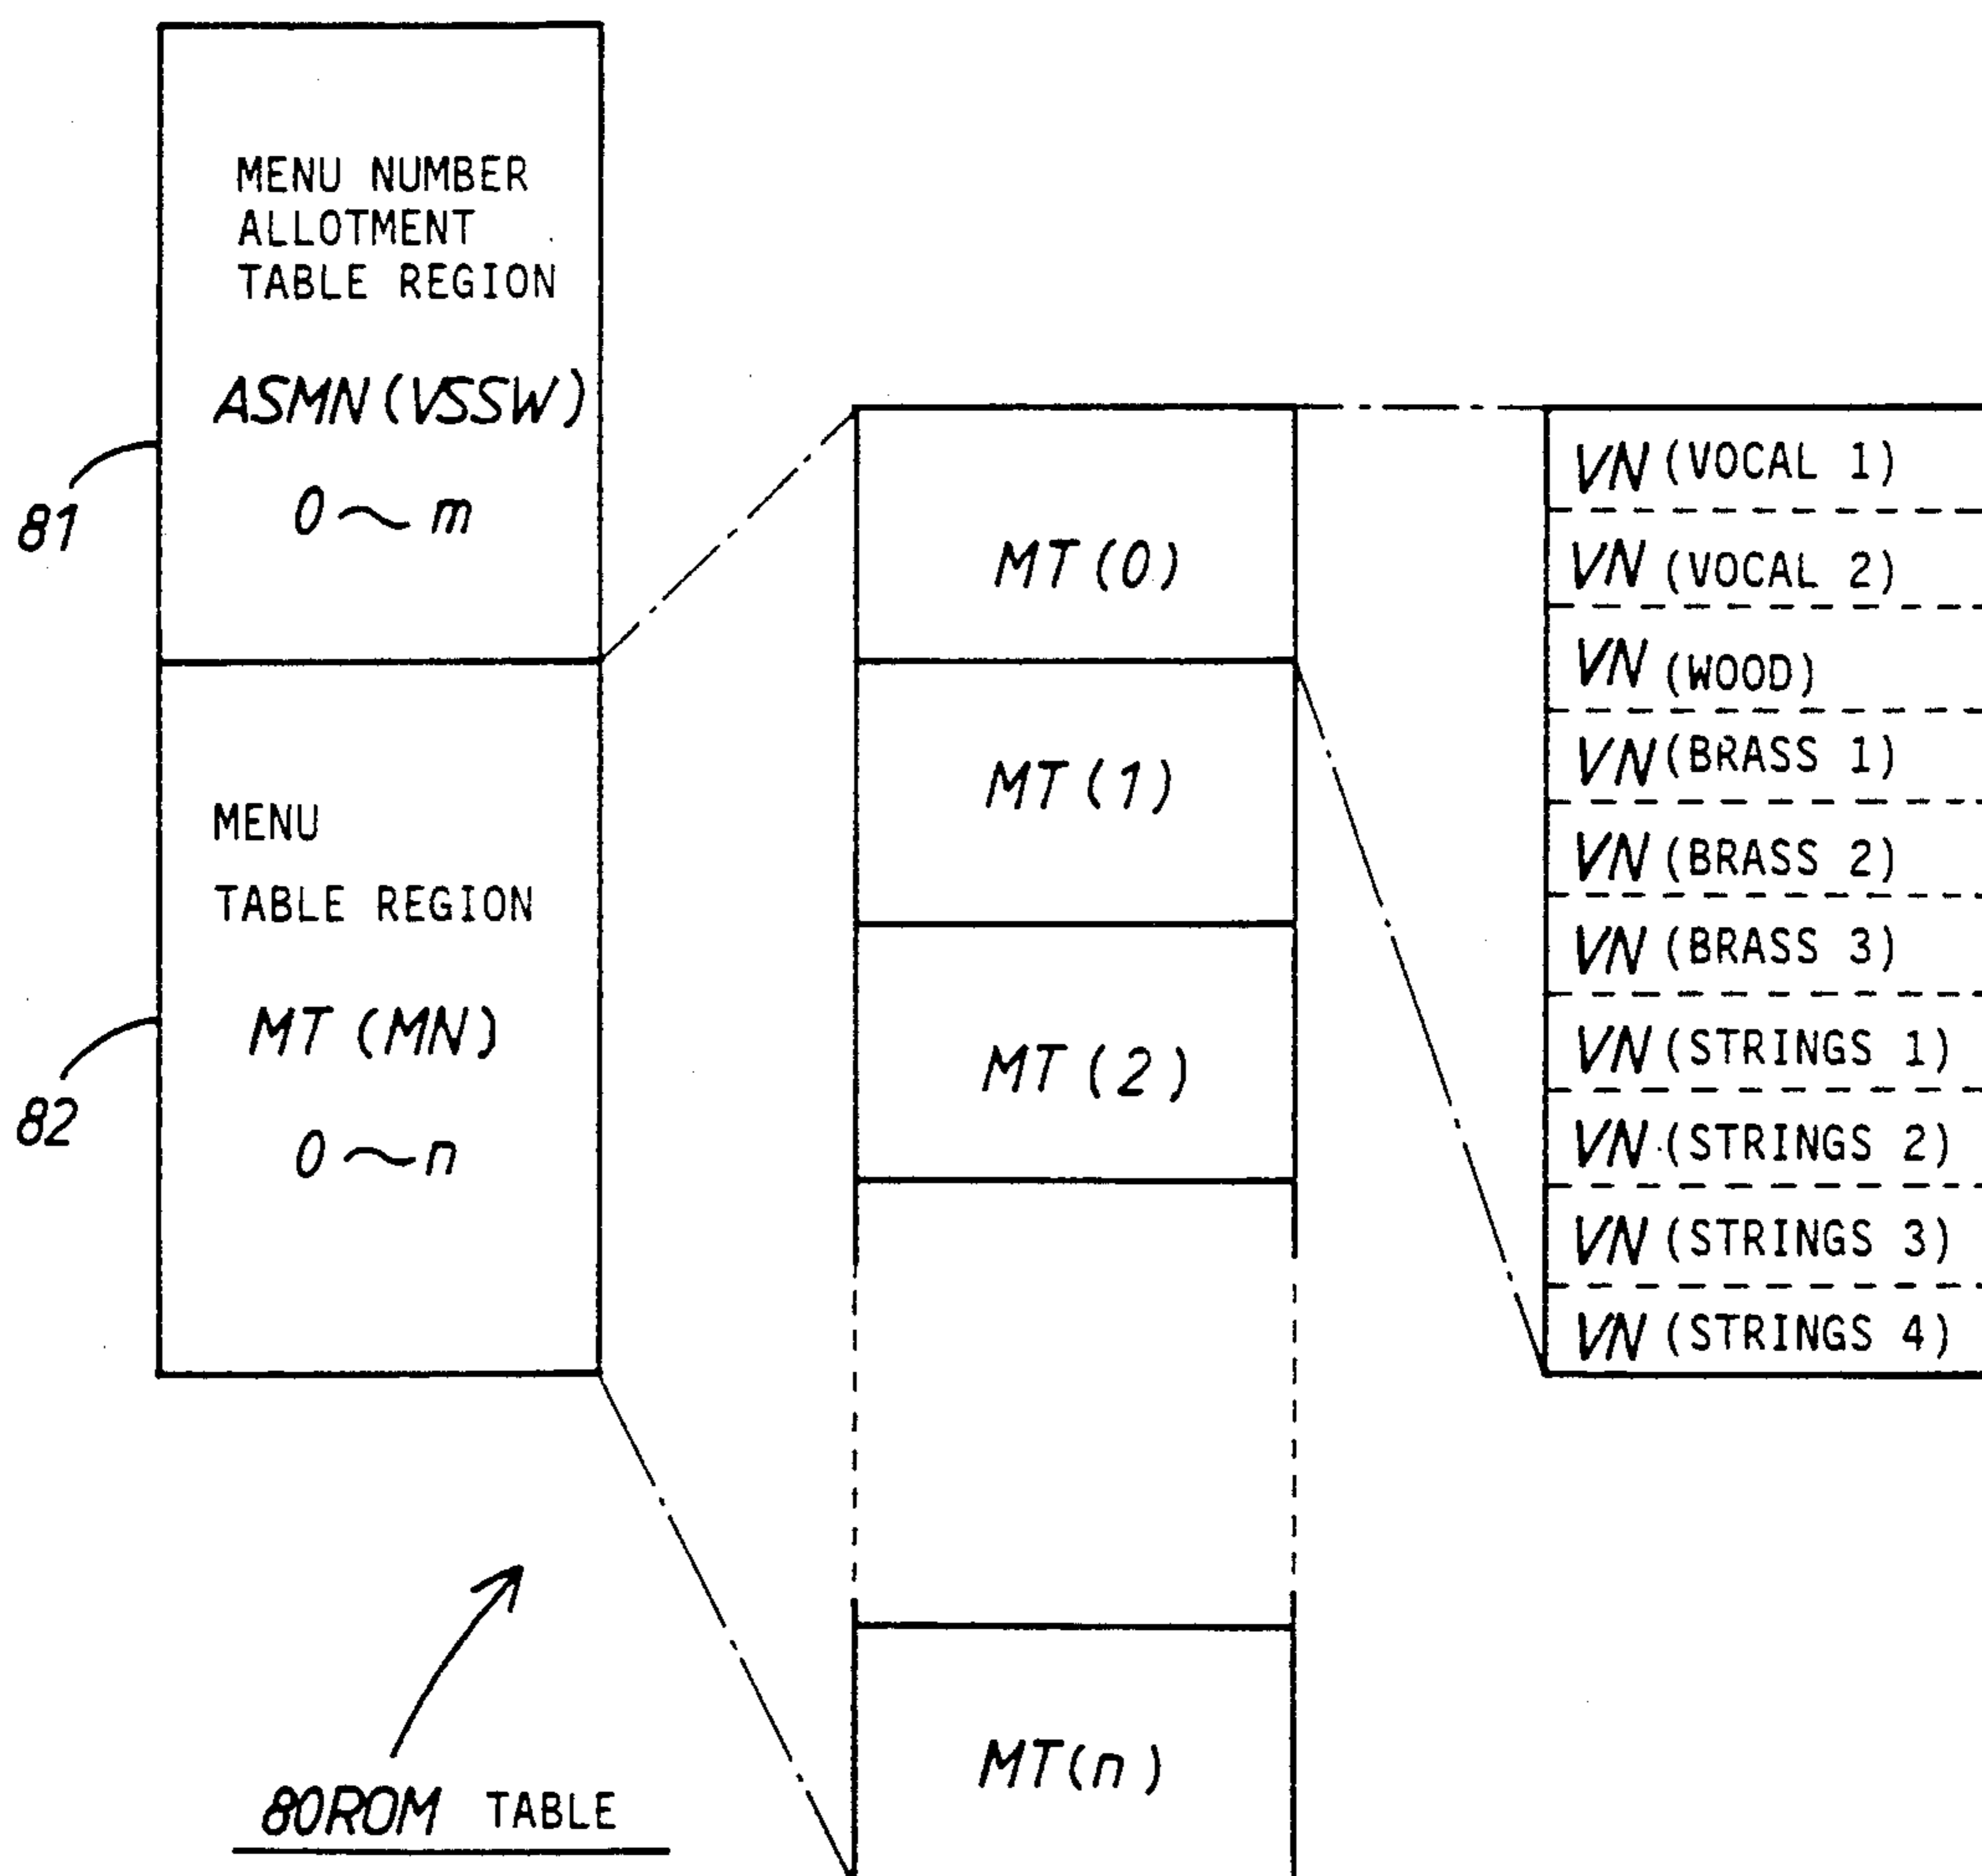 MENU NUMBER
ALLOTMENT
TABLE REGION
ASMN (VSSW)
0 ~ m
81
MENU
TABLE REGION
MT (MN)
0 ~ n
82
80ROM TABLE
MT (0)
MT (1)
MT (2)
MT(n)
VN (VOCAL 1)
VN (VOCAL 2)
VN (WOOD)
VN (BRASS 1)
VN (BRASS 2)
VN (BRASS 3)
VN (STRINGS 1)
VN (STRINGS 2)
VN (STRINGS 3)
VN (STRINGS 4)